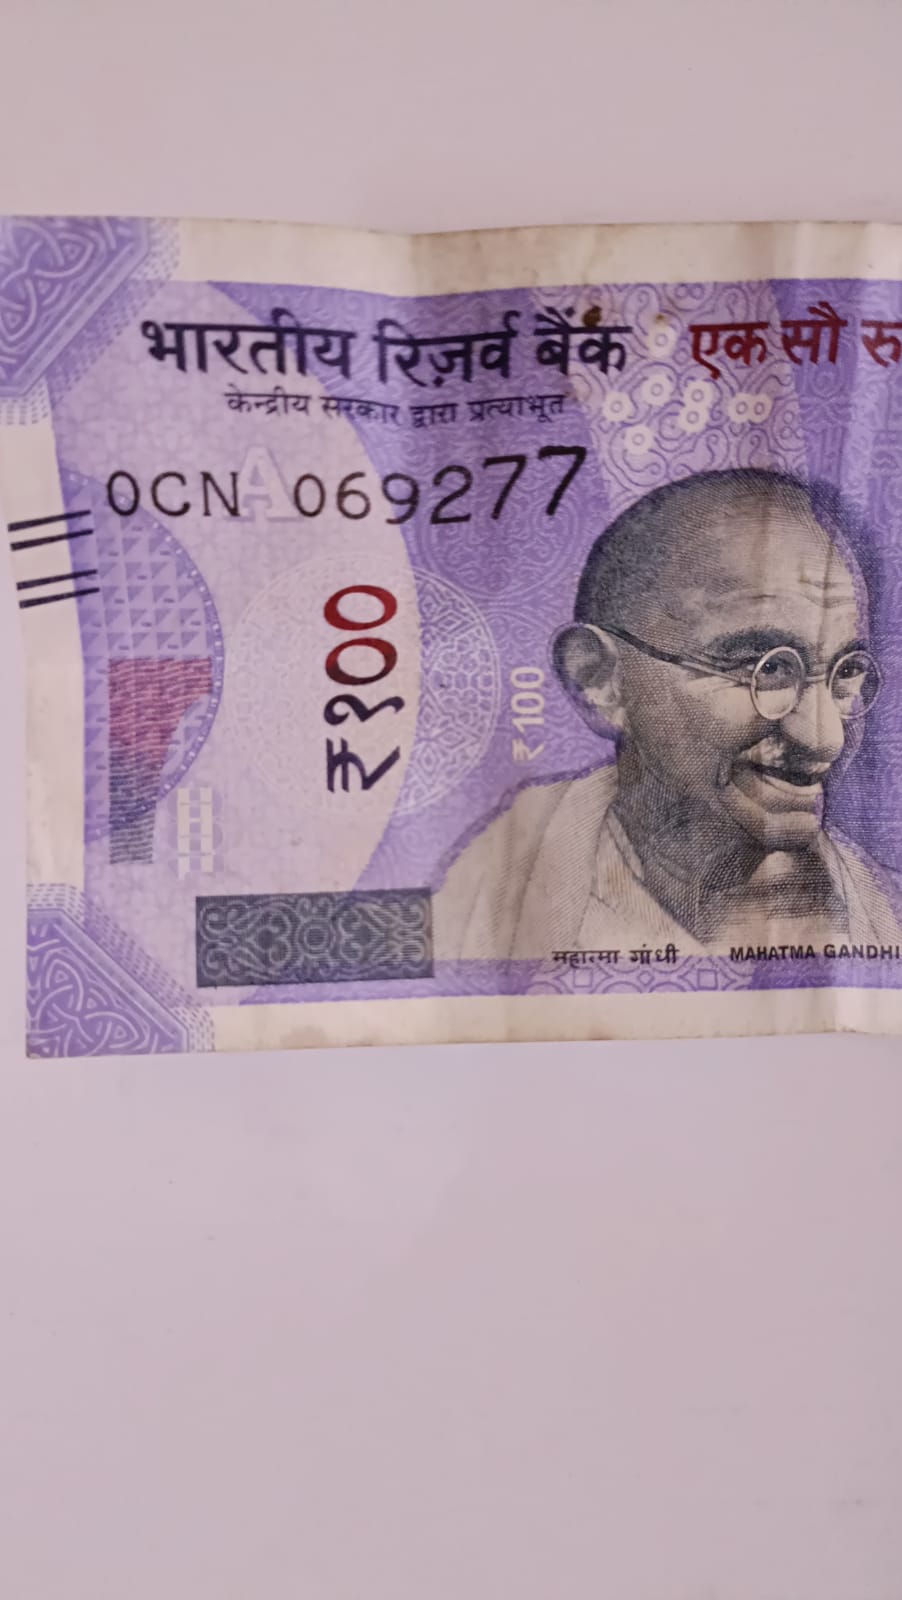 भारतीय रिज़र्व बैंक एक सौ
केन्द्रीय सरकार द्वारा प्रत्याभूत
0CN 069277
A
₹१००
₹100
महात्मा गांधी MAHATMA GANDHI